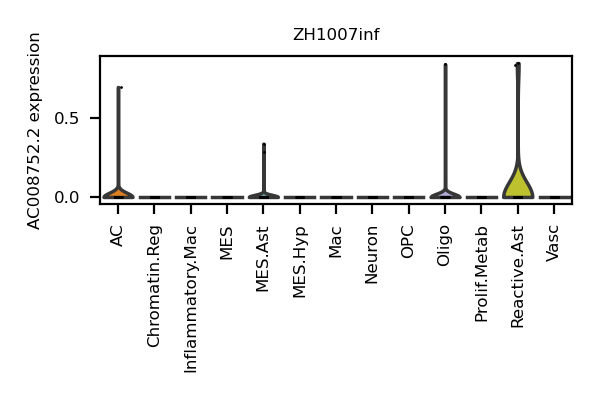 ZH1007inf
AC008752.2 expression
0.5
0.0
AC
Chromatin.Reg
Inflammatory.Mac
MES
MES.Ast
MES.Hyp
Mac
Neuron
OPC
Oligo
Prolif.Metab
Reactive.Ast
Vasc